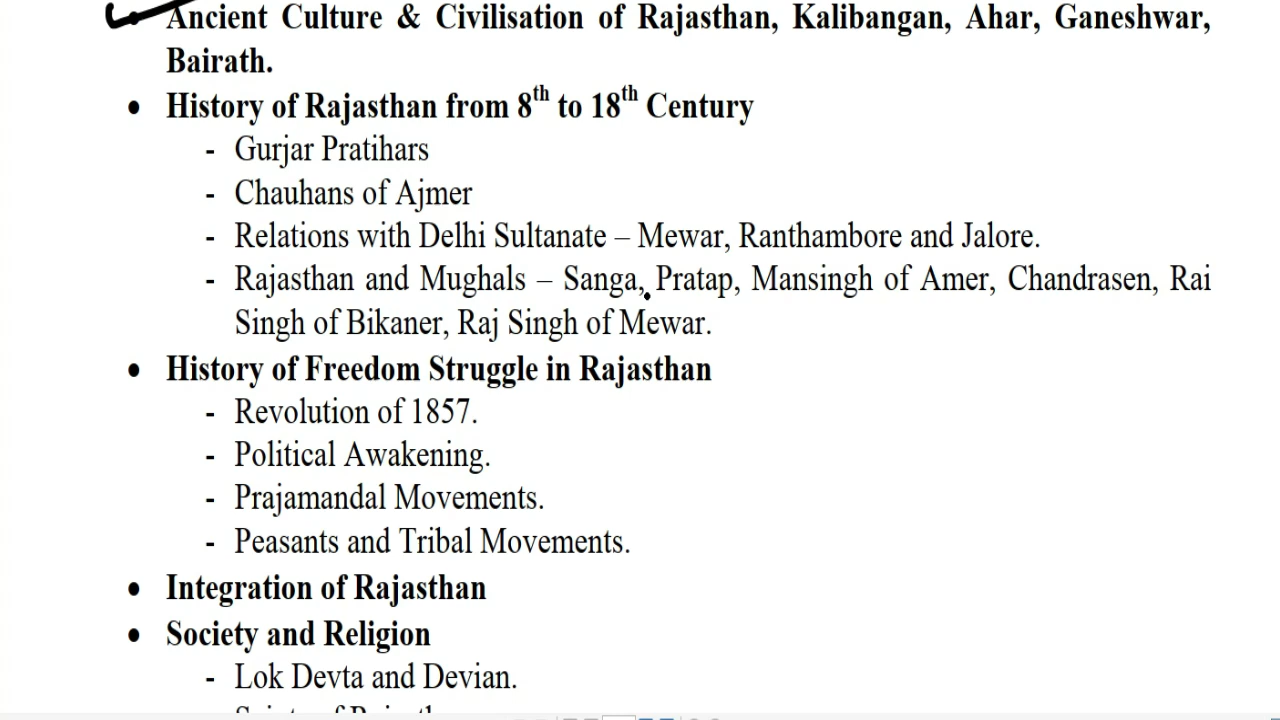 Ancient Culture & Civilisation of Rajasthan, Kalibangan, Ahar, Ganeshwar,
Bairath.
• History of Rajasthan from 8th to 18th Century
- Gurjar Pratihars
- Chauhans of Ajmer
- Relations with Delhi Sultanate – Mewar, Ranthambore and Jalore.
- Rajasthan and Mughals – Sanga, Pratap, Mansingh of Amer, Chandrasen, Rai
Singh of Bikaner, Raj Singh of Mewar.
• History of Freedom Struggle in Rajasthan
- Revolution of 1857.
- Political Awakening.
- Prajamandal Movements.
- Peasants and Tribal Movements.
• Integration of Rajasthan
• Society and Religion
- Lok Devta and Devian.